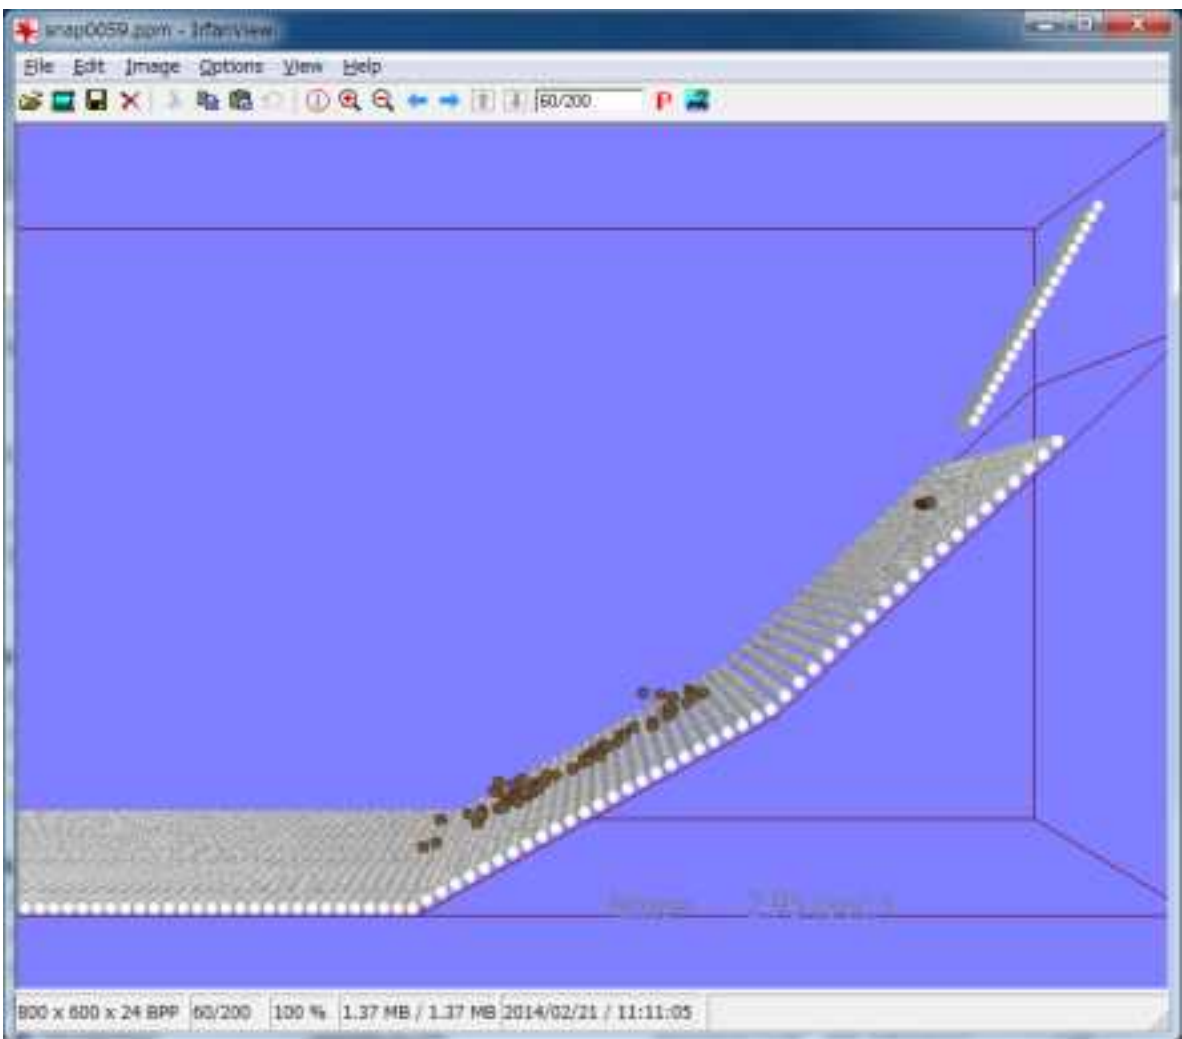 snap0059.ppm - IrfanView
File Edit Image Options View Help
60/200 P
800 x 600 x 24 BPP 60/200 100 % 1.37 MB / 1.37 MB 2014/02/21 / 11:11:05